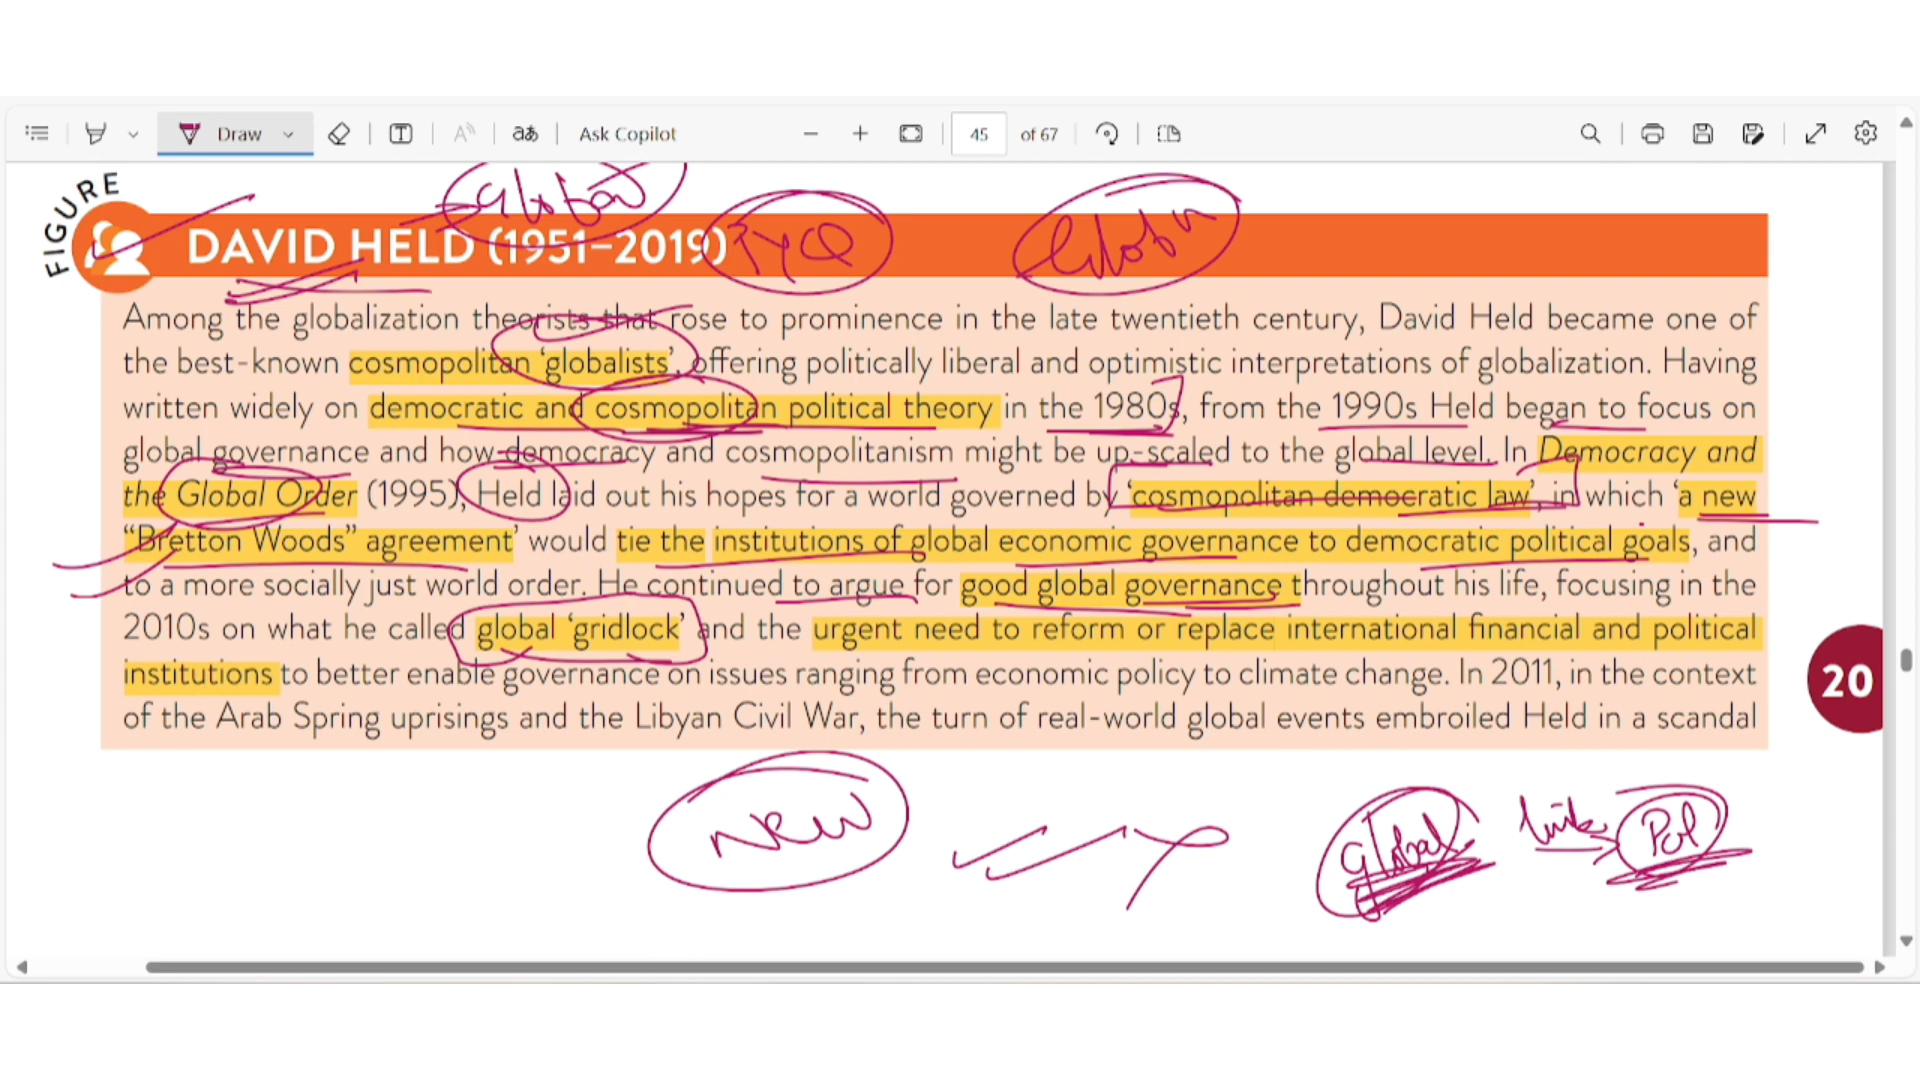 Draw
Ask Copilot
45 of 67
FIGURE
Global
PYCQ
DAVID HELD (1951–2019)
Among the globalization theorists that rose to prominence in the late twentieth century, David Held became one of
the best-known cosmopolitan ‘globalists’, offering politically liberal and optimistic interpretations of globalization. Having
written widely on democratic and cosmopolitan political theory in the 1980s, from the 1990s Held began to focus on
global governance and how democracy and cosmopolitanism might be up-scaled to the global level. In Democracy and
the Global Order (1995), Held laid out his hopes for a world governed by ‘cosmopolitan democratic law’, in which ‘a new
“Bretton Woods” agreement’ would tie the institutions of global economic governance to democratic political goals, and
to a more socially just world order. He continued to argue for good global governance throughout his life, focusing in the
2010s on what he called global ‘gridlock’ and the urgent need to reform or replace international financial and political
institutions to better enable governance on issues ranging from economic policy to climate change. In 2011, in the context
of the Arab Spring uprisings and the Libyan Civil War, the turn of real-world global events embroiled Held in a scandal
20
New
global link Pol